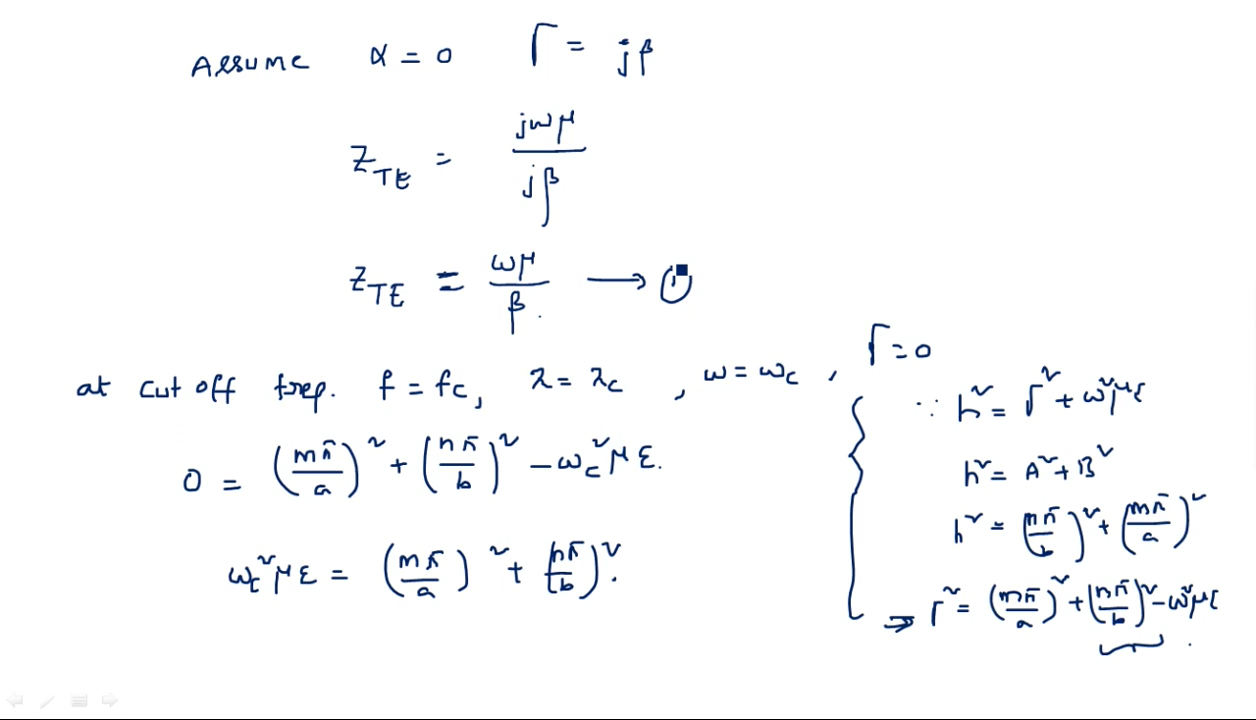 Assume α = 0 Γ = jβ
Z_TE = jωμ / jβ
Z_TE = ωμ / β . → ①
at cut off freq. f = fc, λ = λc , ω = ωc , Γ = 0
∵ h² = Γ² + ω²με
0 = (mπ/a)² + (nπ/b)² − ωc²με.
h² = A² + B²
h² = (nπ/b)² + (mπ/a)²
ωc²με = (mπ/a)² + (nπ/b)².
⇒ Γ² = (mπ/a)² + (nπ/b)² − ω²με